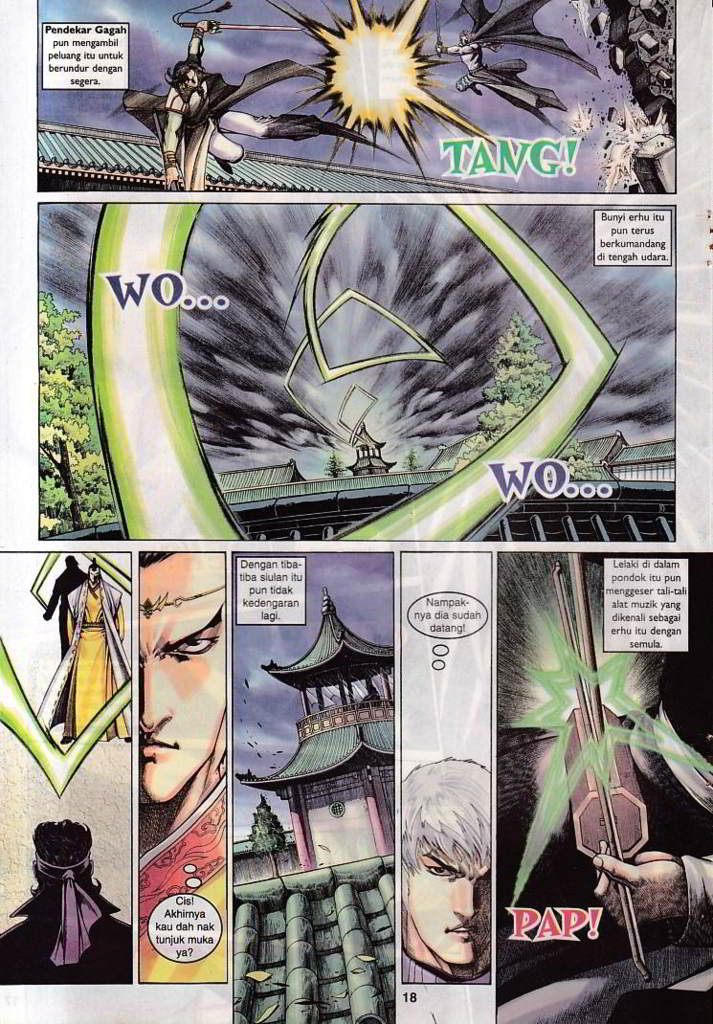 Pendekar Gagah
pun mengambil
peluang itu untuk
berundur dengan
segera.
TANG!
Bunyi erhu itu
pun terus
berkumandang
di tengah udara.
WO...
WO...
Cis!
Akhirnya
kau dah nak
tunjuk muka
ya?
Dengan tiba-
tiba siulan itu
pun tidak
kedengaran
lagi.
Nampak-
nya dia sudah
datang!
Lelaki di dalam
pondok itu pun
menggeser tali-tali
alat muzik yang
dikenali sebagai
erhu itu dengan
semula.
PAP!
18